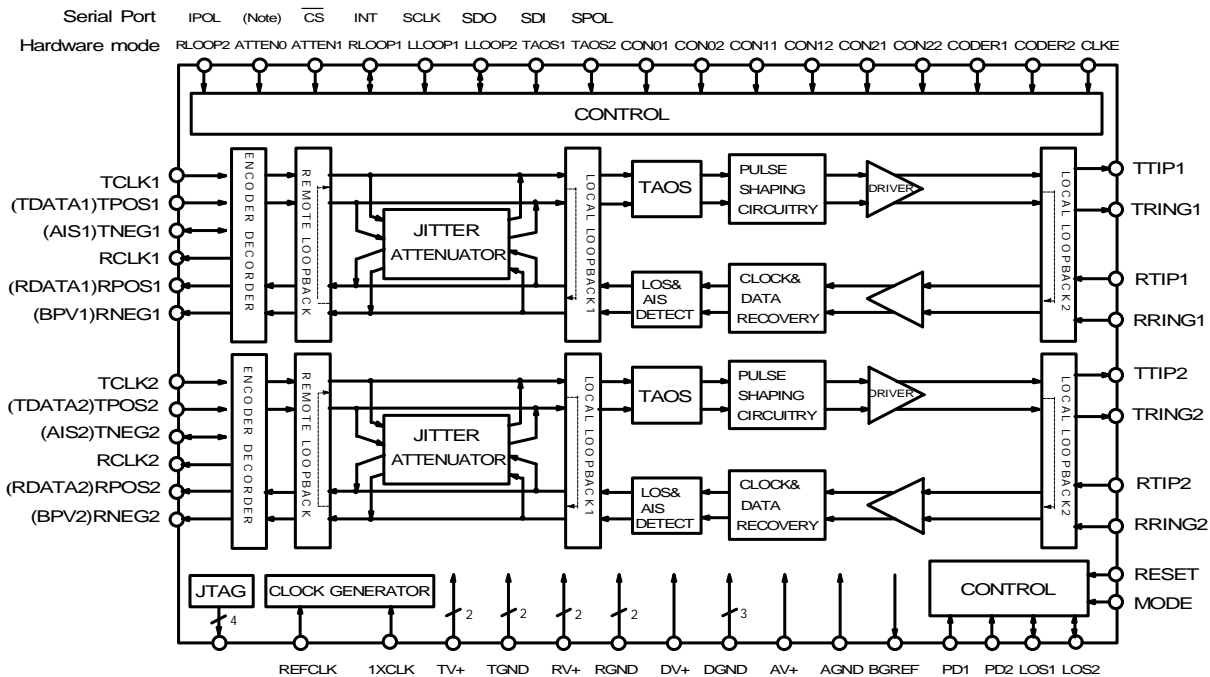 Serial Port IPOL (Note) CS INT SCLK SDO SDI SPOL
Hardware mode RLOOP2 ATTEN0 ATTEN1 RLOOP1 LLOOP1 LLOOP2 TAOS1 TAOS2 CON01 CON02 CON11 CON12 CON21 CON22 CODER1 CODER2 CLKE
CONTROL
TCLK1
(TDATA1)TPOS1
(AIS1)TNEG1
RCLK1
(RDATA1)RPOS1
(BPV1)RNEG1
ENCODER DECORDER
REMOTE LOOPBACK
JITTER
ATTENUATOR
LOCAL LOOPBACK1
TAOS
PULSE
SHAPING
CIRCUITRY
DRIVER
LOS&
AIS
DETECT
CLOCK&
DATA
RECOVERY
LOCAL LOOPBACK2
TTIP1
TRING1
RTIP1
RRING1
TCLK2
(TDATA2)TPOS2
(AIS2)TNEG2
RCLK2
(RDATA2)RPOS2
(BPV2)RNEG2
ENCODER DECORDER
REMOTE LOOPBACK
JITTER
ATTENUATOR
LOCAL LOOPBACK1
TAOS
PULSE
SHAPING
CIRCUITRY
DRIVER
LOS&
AIS
DETECT
CLOCK&
DATA
RECOVERY
LOCAL LOOPBACK2
TTIP2
TRING2
RTIP2
RRING2
JTAG
CLOCK GENERATOR
CONTROL
RESET
MODE
4 2 2 2 2 3
REFCLK 1XCLK TV+ TGND RV+ RGND DV+ DGND AV+ AGND BGREF PD1 PD2 LOS1 LOS2